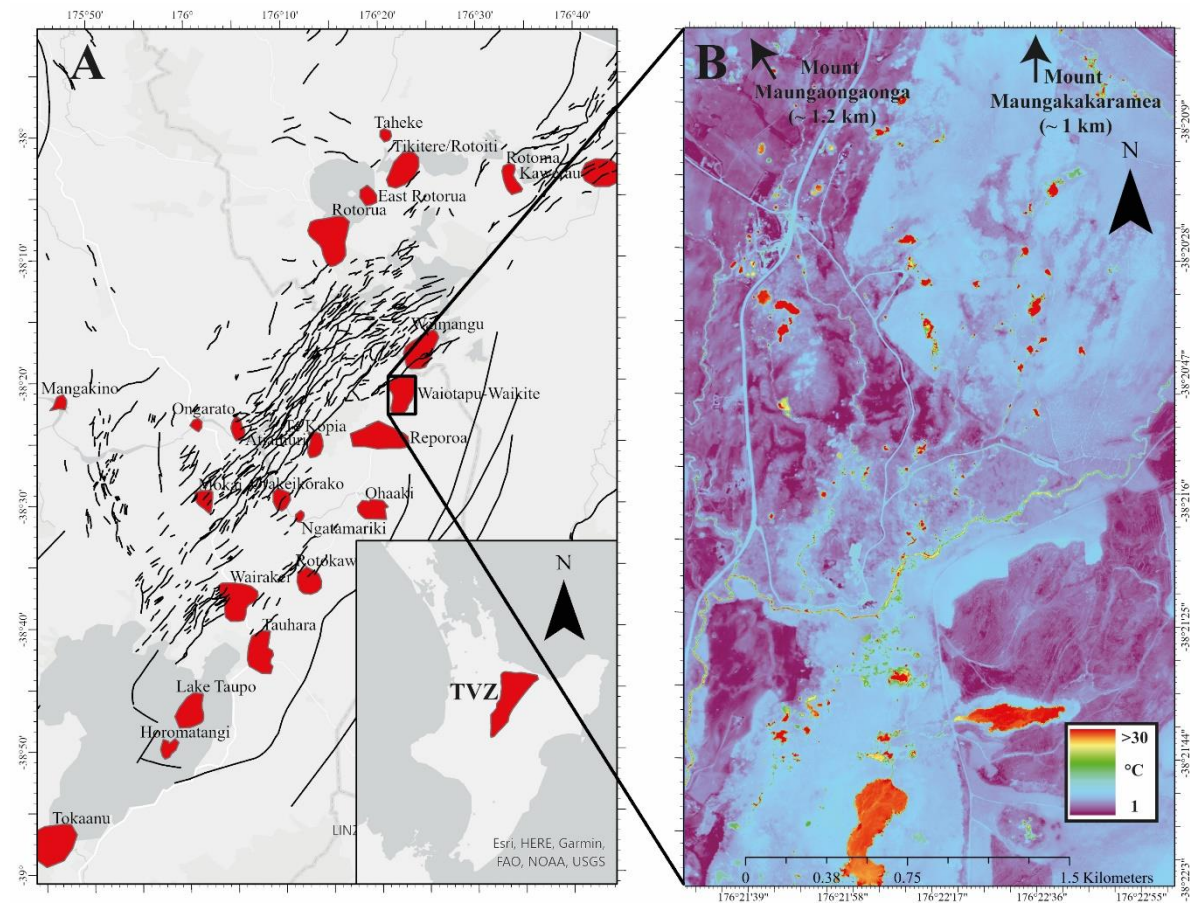 175°50' 176° 176°10' 176°20' 176°30' 176°40'
A
-38°
-38°10'
-38°20'
-38°30'
-38°40'
-38°50'
-39°
Taheke
Tikitere/Rotoiti
Rotoma
Kawerau
East Rotorua
Rotorua
Waimangu
Mangakino
Waiotapu-Waikite
Ongarato
Te Kopia
Atiamuri
Reporoa
Mokai
Orakeikorako
Ohaaki
Ngatamariki
Rotokaw
Wairakei
Tauhara
Lake Taupo
Horomatangi
Tokaanu
LINZ
N
TVZ
Esri, HERE, Garmin,
FAO, NOAA, USGS
B
Mount
Maungaongaonga
(~ 1.2 km)
Mount
Maungakakaramea
(~ 1 km)
N
-38°20'9"
-38°20'28"
-38°20'47"
-38°21'6"
-38°21'25"
-38°21'44"
-38°22'3"
>30
°C
1
0 0.38 0.75 1.5 Kilometers
176°21'39" 176°21'58" 176°22'17" 176°22'36" 176°22'55"